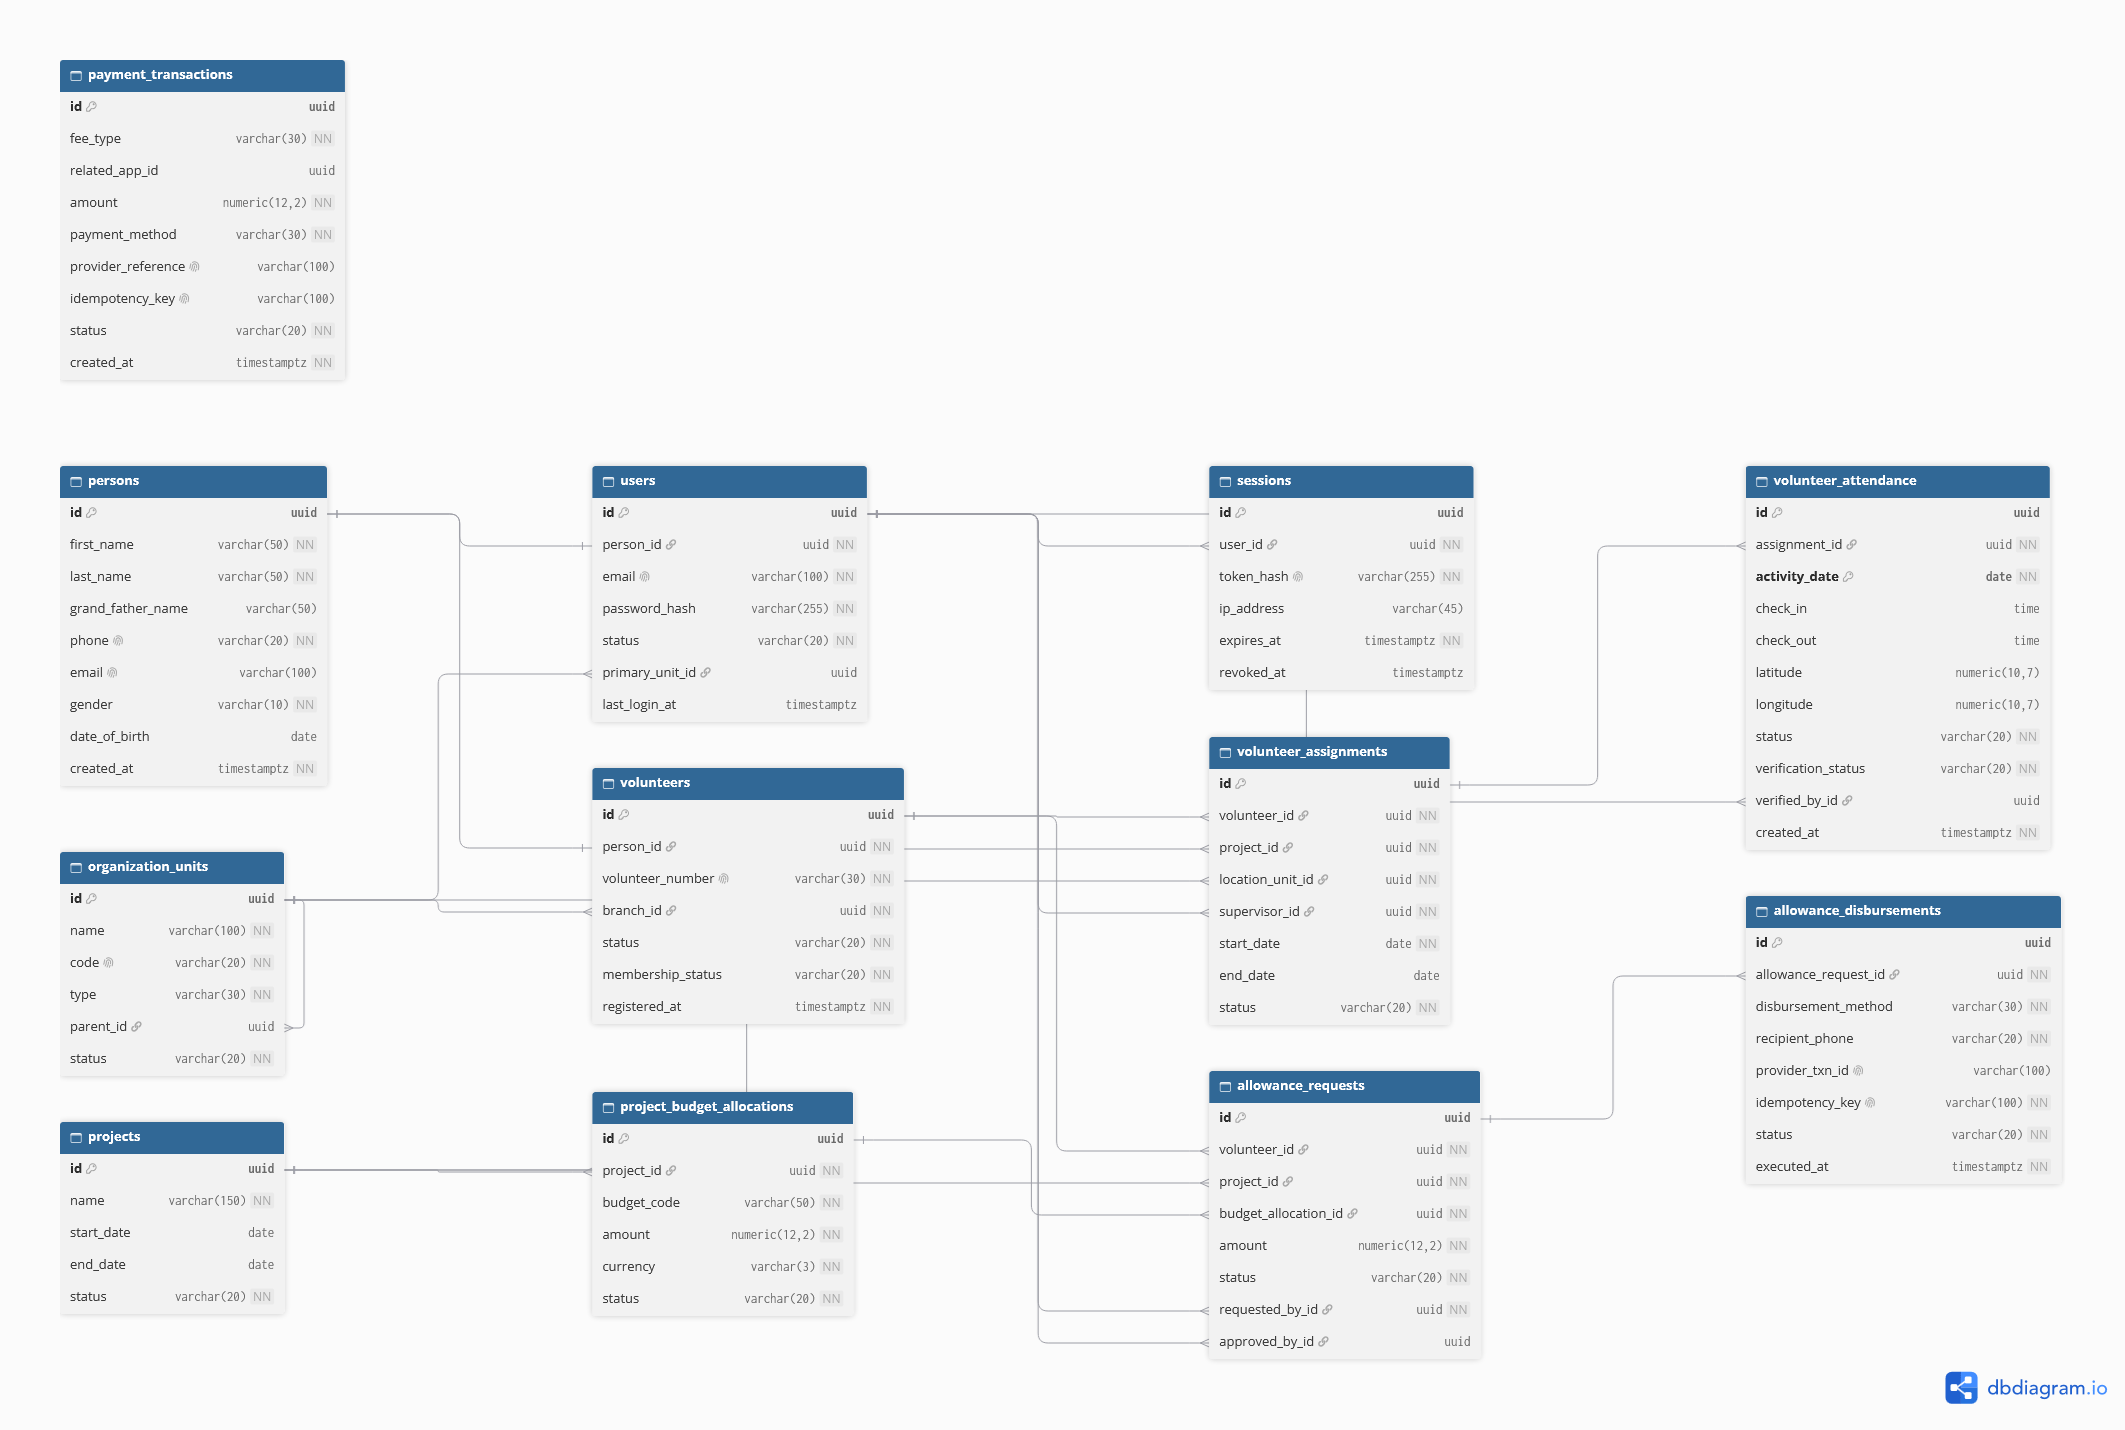 payment_transactions
id uuid
fee_type varchar(30) NN
related_app_id uuid
amount numeric(12,2) NN
payment_method varchar(30) NN
provider_reference varchar(100)
idempotency_key varchar(100)
status varchar(20) NN
created_at timestamptz NN
persons
id uuid
first_name varchar(50) NN
last_name varchar(50) NN
grand_father_name varchar(50)
phone varchar(20) NN
email varchar(100)
gender varchar(10) NN
date_of_birth date
created_at timestamptz NN
users
id uuid
person_id uuid NN
email varchar(100) NN
password_hash varchar(255) NN
status varchar(20) NN
primary_unit_id uuid
last_login_at timestamptz
sessions
id uuid
user_id uuid NN
token_hash varchar(255) NN
ip_address varchar(45)
expires_at timestamptz NN
revoked_at timestamptz
volunteer_attendance
id uuid
assignment_id uuid NN
activity_date date NN
check_in time
check_out time
latitude numeric(10,7)
longitude numeric(10,7)
status varchar(20) NN
verification_status varchar(20) NN
verified_by_id uuid
created_at timestamptz NN
organization_units
id uuid
name varchar(100) NN
code varchar(20) NN
type varchar(30) NN
parent_id uuid
status varchar(20) NN
volunteers
id uuid
person_id uuid NN
volunteer_number varchar(30) NN
branch_id uuid NN
status varchar(20) NN
membership_status varchar(20) NN
registered_at timestamptz NN
volunteer_assignments
id uuid
volunteer_id uuid NN
project_id uuid NN
location_unit_id uuid NN
supervisor_id uuid NN
start_date date NN
end_date date
status varchar(20) NN
allowance_disbursements
id uuid
allowance_request_id uuid NN
disbursement_method varchar(30) NN
recipient_phone varchar(20) NN
provider_txn_id varchar(100)
idempotency_key varchar(100) NN
status varchar(20) NN
executed_at timestamptz NN
projects
id uuid
name varchar(150) NN
start_date date
end_date date
status varchar(20) NN
project_budget_allocations
id uuid
project_id uuid NN
budget_code varchar(50) NN
amount numeric(12,2) NN
currency varchar(3) NN
status varchar(20) NN
allowance_requests
id uuid
volunteer_id uuid NN
project_id uuid NN
budget_allocation_id uuid NN
amount numeric(12,2) NN
status varchar(20) NN
requested_by_id uuid NN
approved_by_id uuid
dbdiagram.io